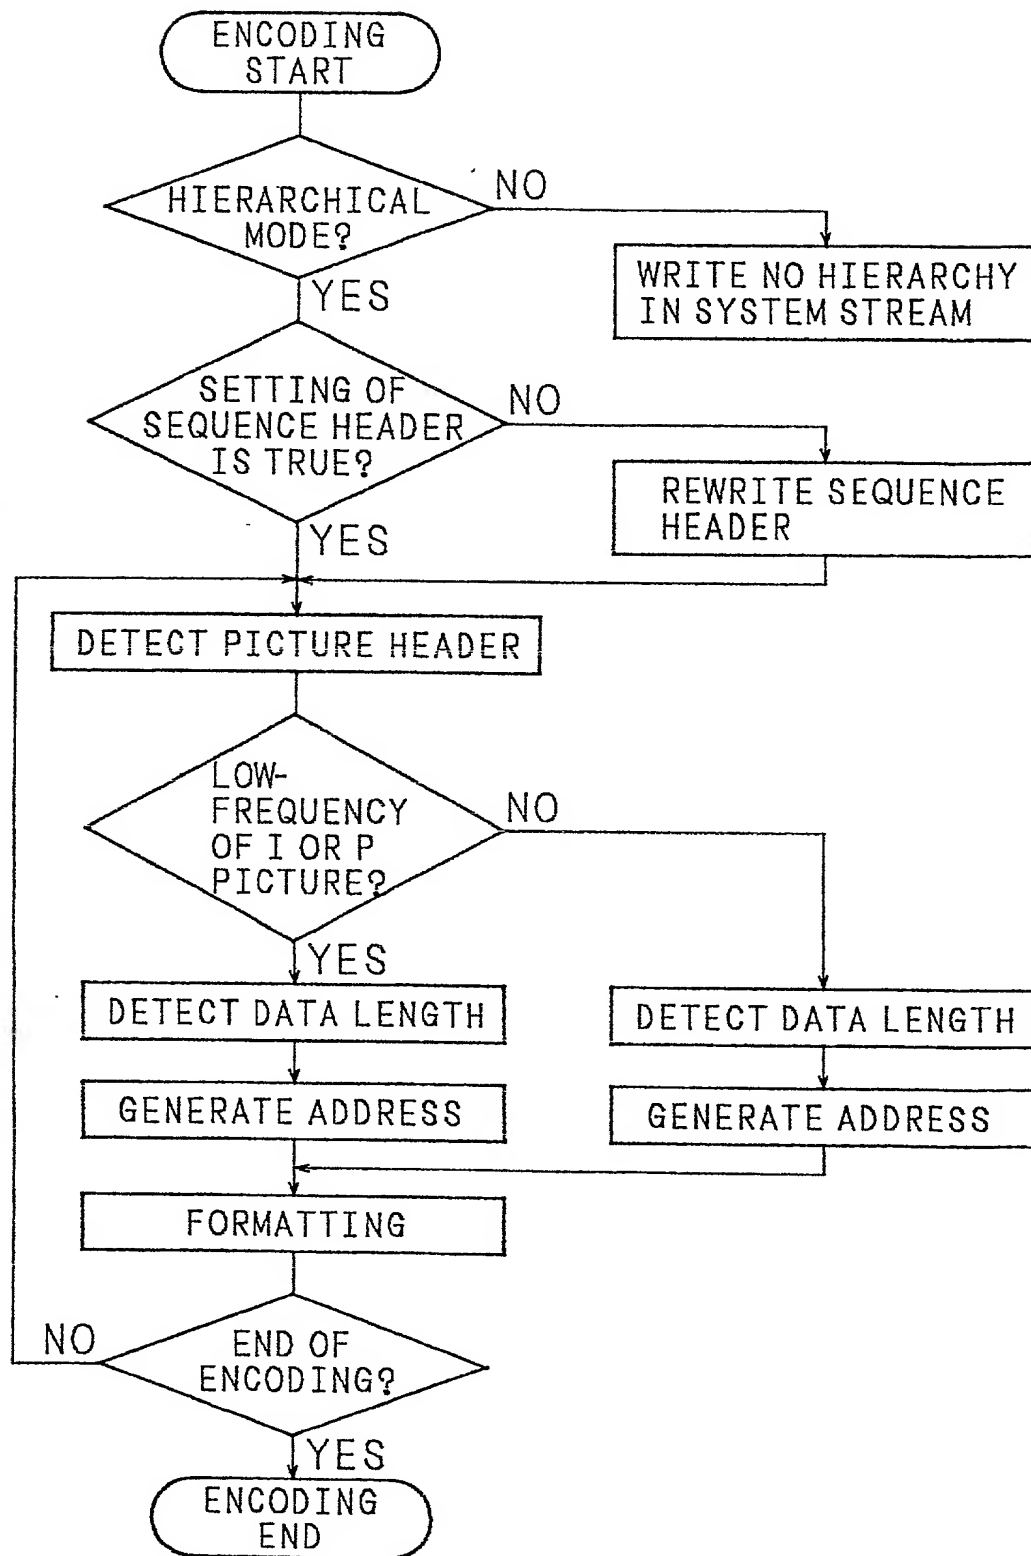 ENCODING
START
HIERARCHICAL
MODE?
NO
YES
WRITE NO HIERARCHY
IN SYSTEM STREAM
SETTING OF
SEQUENCE HEADER
IS TRUE?
NO
YES
REWRITE SEQUENCE
HEADER
DETECT PICTURE HEADER
LOW-
FREQUENCY
OF I OR P
PICTURE?
NO
YES
DETECT DATA LENGTH
DETECT DATA LENGTH
GENERATE ADDRESS
GENERATE ADDRESS
FORMATTING
END OF
ENCODING?
NO
YES
ENCODING
END